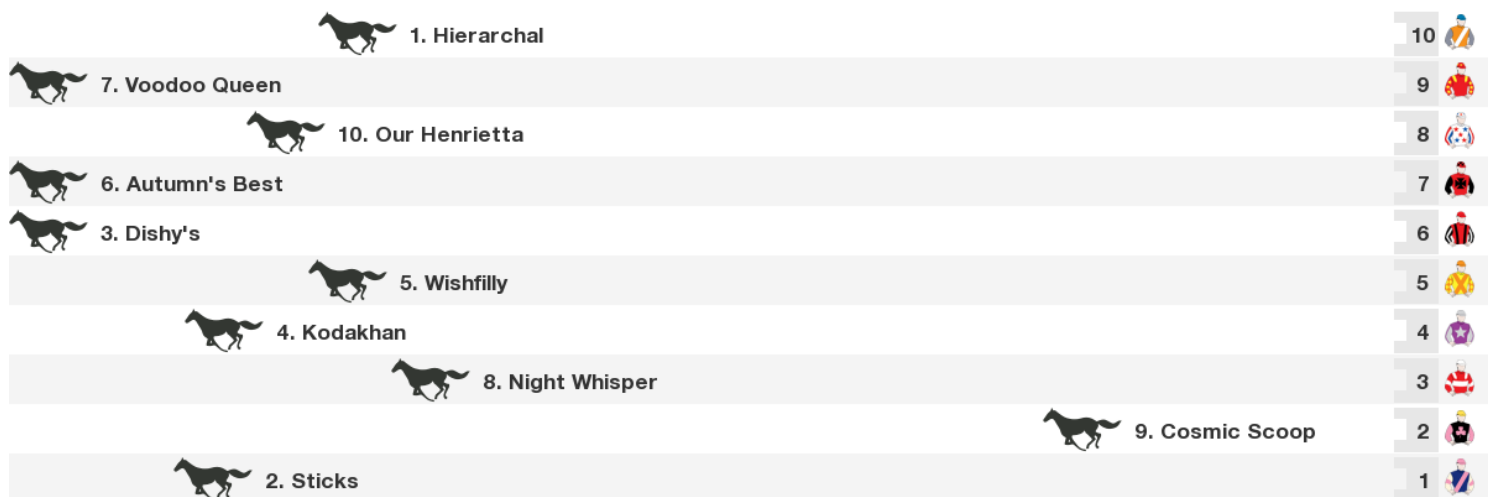 1. Hierarchal 10
7. Voodoo Queen 9
10. Our Henrietta 8
6. Autumn's Best 7
3. Dishy's 6
5. Wishfilly 5
4. Kodakhan 4
8. Night Whisper 3
9. Cosmic Scoop 2
2. Sticks 1